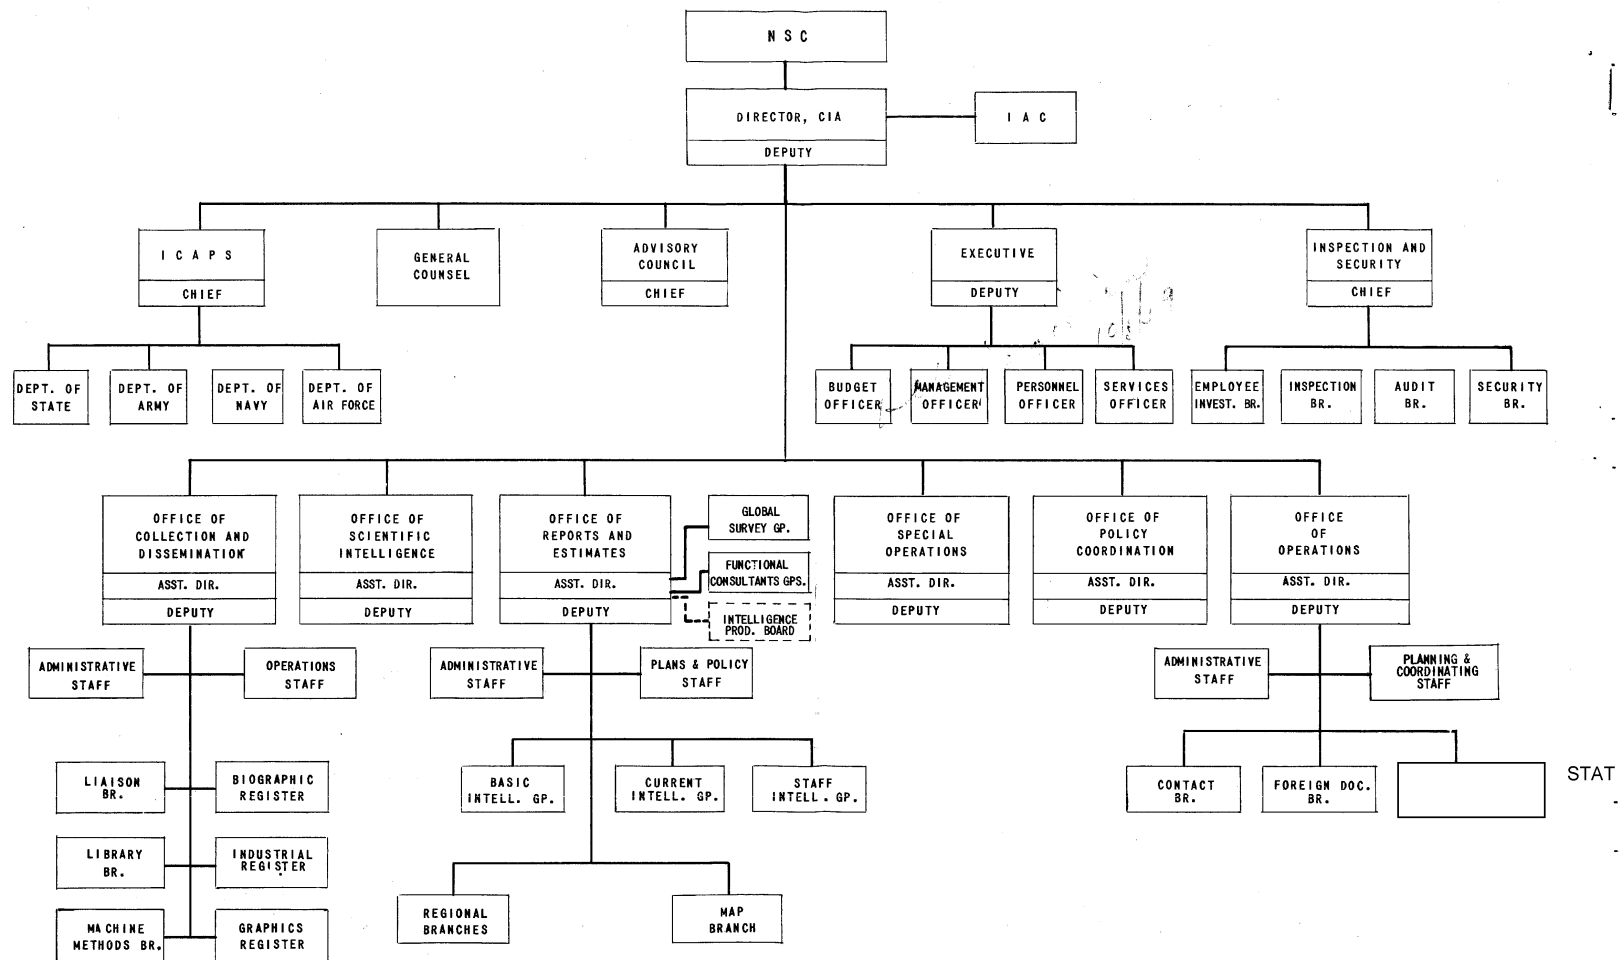 NSC
DIRECTOR, CIA
DEPUTY
IAC
ICAPS
CHIEF
GENERAL
COUNSEL
ADVISORY
COUNCIL
CHIEF
EXECUTIVE
DEPUTY
INSPECTION AND
SECURITY
CHIEF
DEPT. OF
STATE
DEPT. OF
ARMY
DEPT. OF
NAVY
DEPT. OF
AIR FORCE
BUDGET
OFFICER
MANAGEMENT
OFFICER
PERSONNEL
OFFICER
SERVICES
OFFICER
EMPLOYEE
INVEST. BR.
INSPECTION
BR.
AUDIT
BR.
SECURITY
BR.
OFFICE OF
COLLECTION AND
DISSEMINATION
ASST. DIR.
DEPUTY
OFFICE OF
SCIENTIFIC
INTELLIGENCE
ASST. DIR.
DEPUTY
OFFICE OF
REPORTS AND
ESTIMATES
ASST. DIR.
DEPUTY
GLOBAL
SURVEY GP.
FUNCTIONAL
CONSULTANTS GPS.
INTELLIGENCE
PROD. BOARD
OFFICE OF
SPECIAL
OPERATIONS
ASST. DIR.
DEPUTY
OFFICE OF
POLICY
COORDINATION
ASST. DIR.
DEPUTY
OFFICE
OF
OPERATIONS
ASST. DIR.
DEPUTY
ADMINISTRATIVE
STAFF
OPERATIONS
STAFF
ADMINISTRATIVE
STAFF
PLANS & POLICY
STAFF
ADMINISTRATIVE
STAFF
PLANNING &
COORDINATING
STAFF
LIAISON
BR.
BIOGRAPHIC
REGISTER
BASIC
INTELL. GP.
CURRENT
INTELL. GP.
STAFF
INTELL. GP.
CONTACT
BR.
FOREIGN DOC.
BR.
STAT
LIBRARY
BR.
INDUSTRIAL
REGISTER
MACHINE
METHODS BR.
GRAPHICS
REGISTER
REGIONAL
BRANCHES
MAP
BRANCH